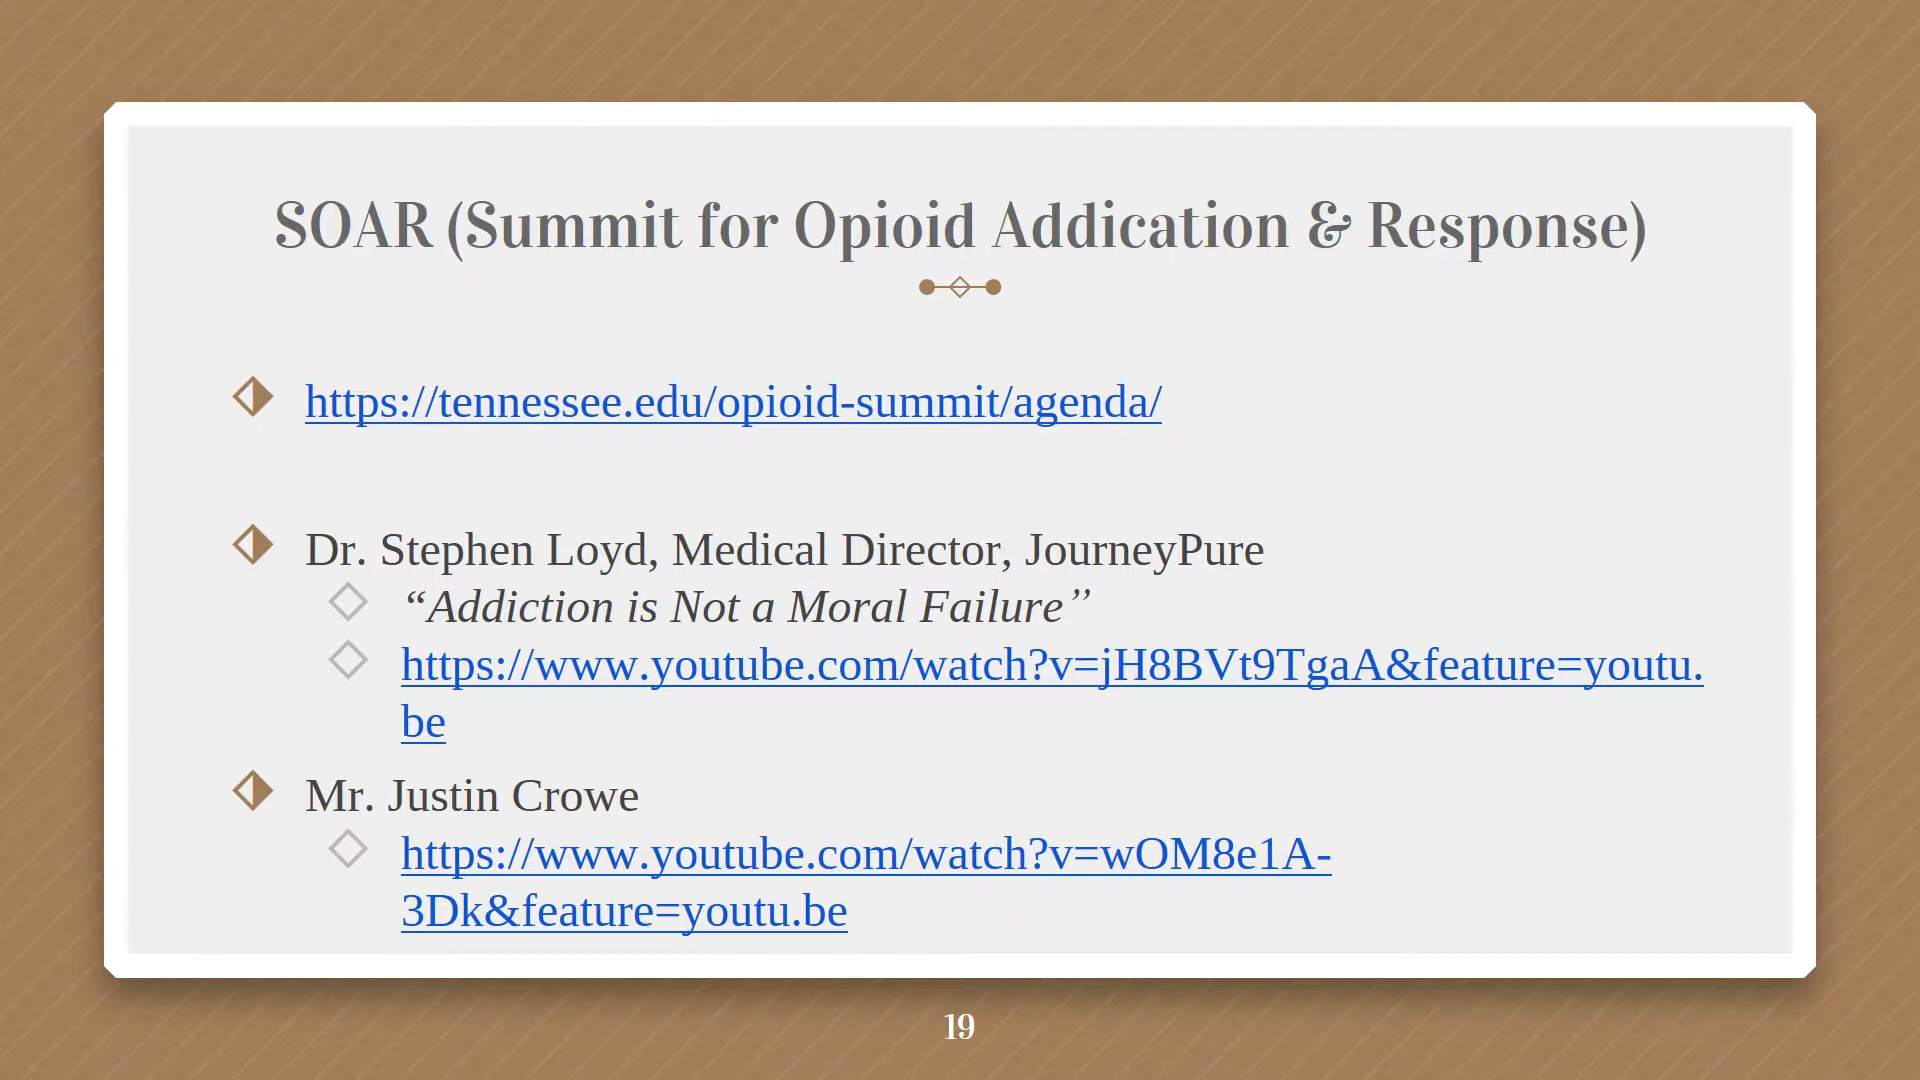 SOAR (Summit for Opioid Addication & Response)
https://tennessee.edu/opioid-summit/agenda/
Dr. Stephen Loyd, Medical Director, JourneyPure
“Addiction is Not a Moral Failure’’
https://www.youtube.com/watch?v=jH8BVt9TgaA&feature=youtu.
be
Mr. Justin Crowe
https://www.youtube.com/watch?v=wOM8e1A-
3Dk&feature=youtu.be
19